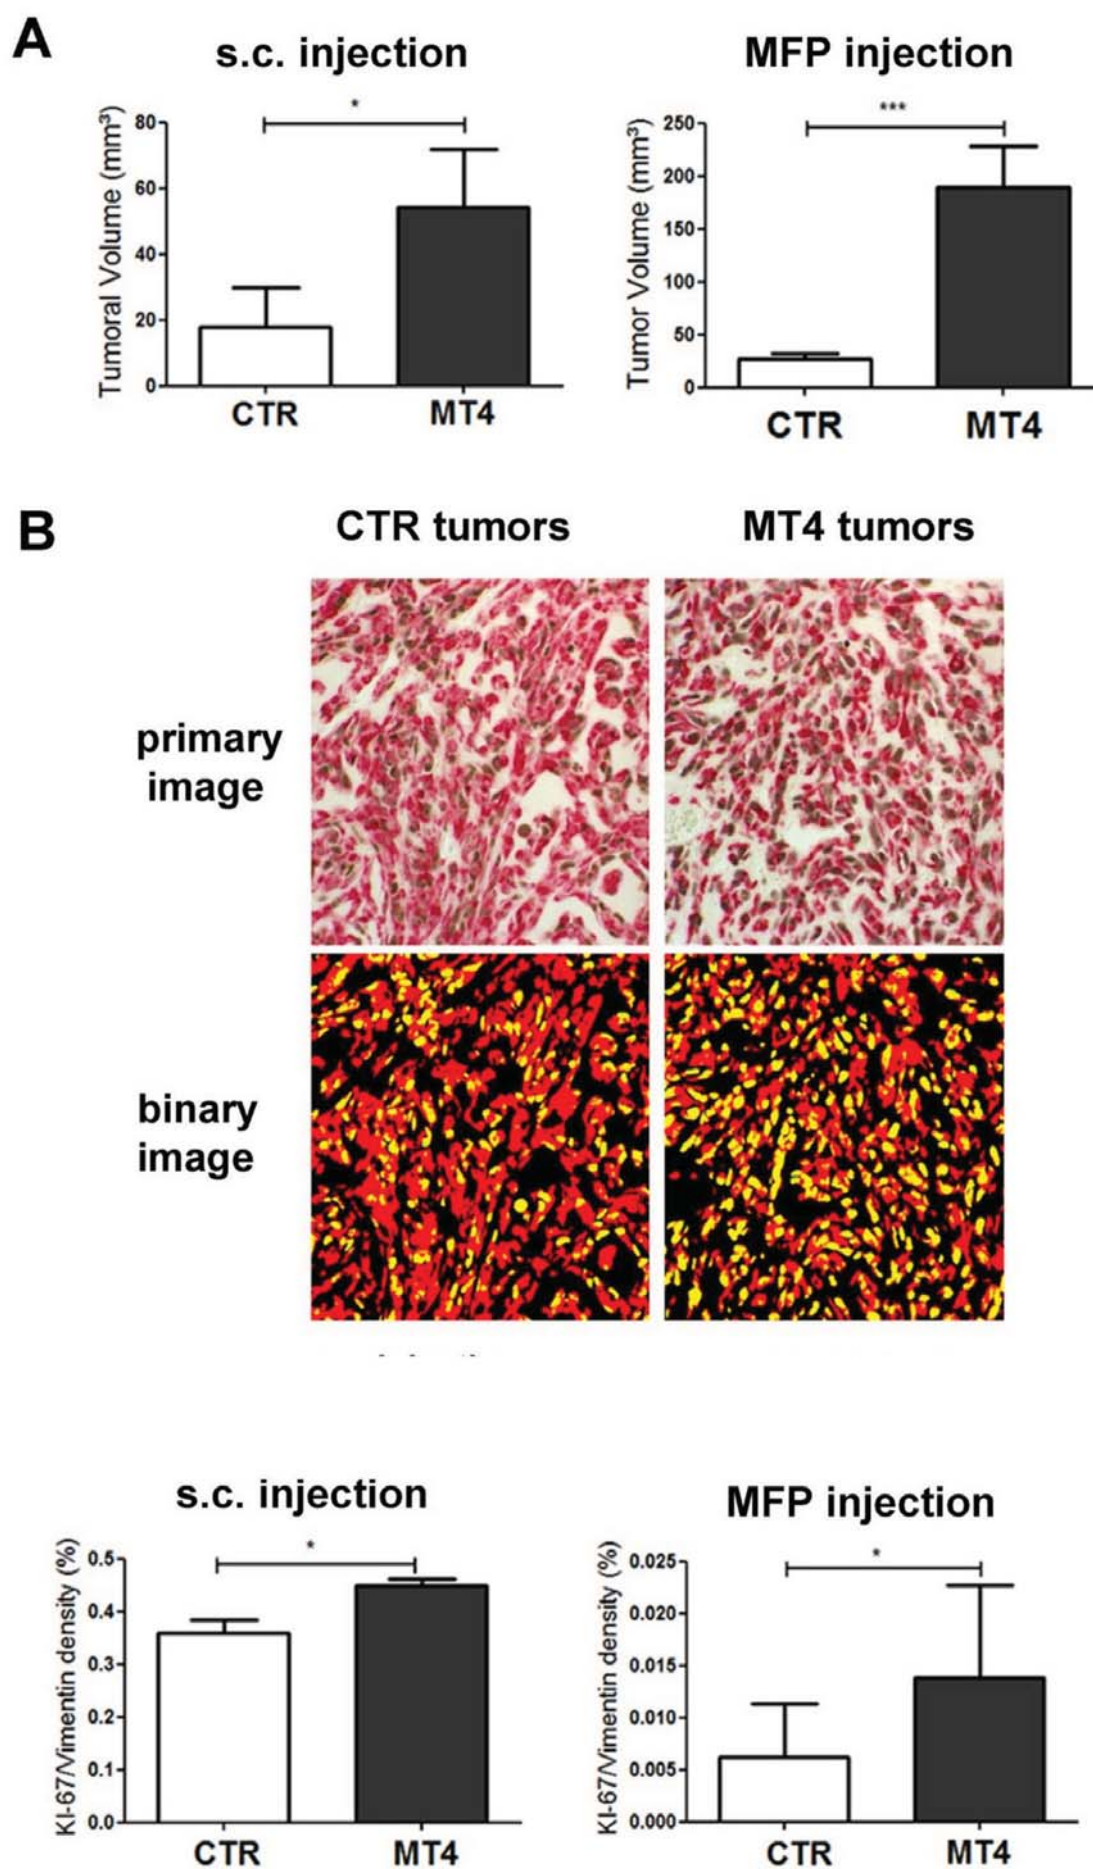 A
s.c. injection
MFP injection
Tumoral Volume (mm³)
80
60
40
20
0
*
CTR
MT4
Tumor Volume (mm³)
250
200
150
100
50
0
***
CTR
MT4
B
CTR tumors
MT4 tumors
primary
image
binary
image
s.c. injection
MFP injection
KI-67/Vimentin density (%)
0.5
0.4
0.3
0.2
0.1
0.0
*
CTR
MT4
KI-67/Vimentin density (%)
0.025
0.020
0.015
0.010
0.005
0.000
*
CTR
MT4